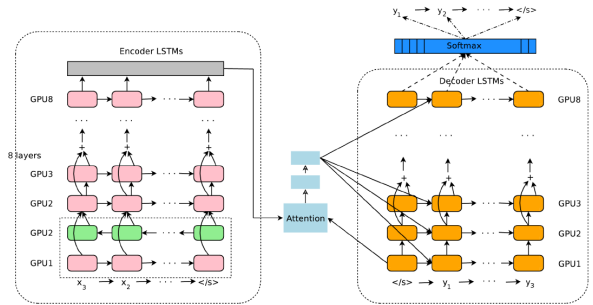 y₁ y₂ ··· </s>
Softmax
Encoder LSTMs
Decoder LSTMs
GPU8
··· ···
8 layers
+ + +
GPU3
GPU2
GPU2
GPU1
x₃ x₂ ··· </s>
Attention
GPU8
··· ···
+ + +
GPU3
GPU2
GPU1
</s> y₁ ··· y₃